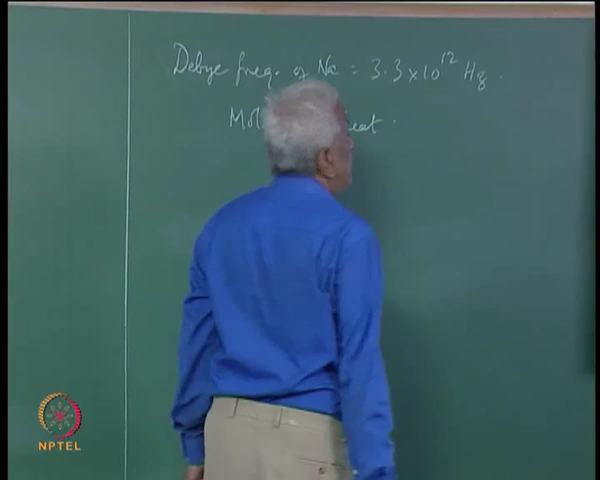 Debye freq. of Na = 3.3 × 10¹² Hz.
NPTEL